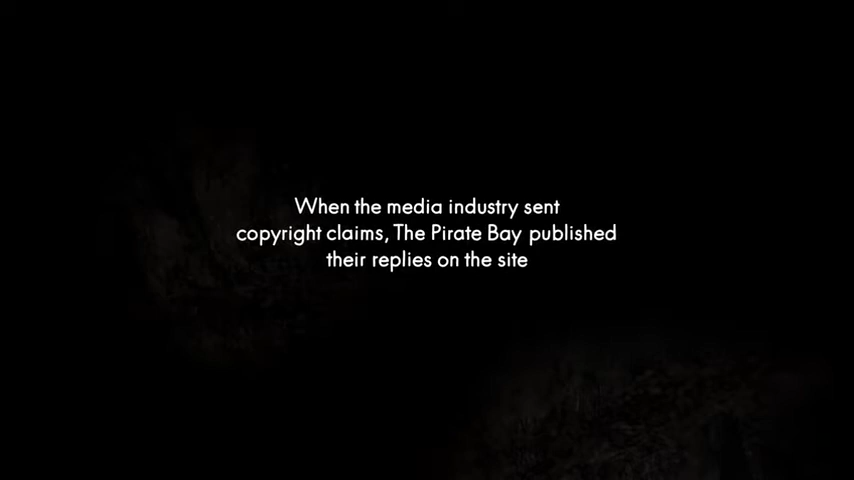 When the media industry sent
copyright claims, The Pirate Bay published
their replies on the site